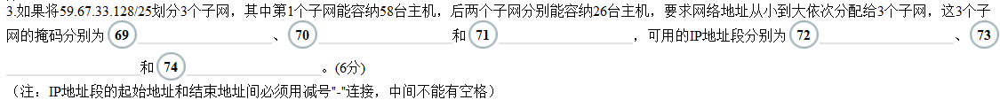 3.如果将59.67.33.128/25划分3个子网，其中第1个子网能容纳58台主机，后两个子网分别能容纳26台主机，要求网络地址从小到大依次分配给3个子网，这3个子
网的掩码分别为 69 、 70 和 71 ，可用的IP地址段分别为 72 、 73
和 74 。(6分)
（注：IP地址段的起始地址和结束地址间必须用减号"-"连接，中间不能有空格）